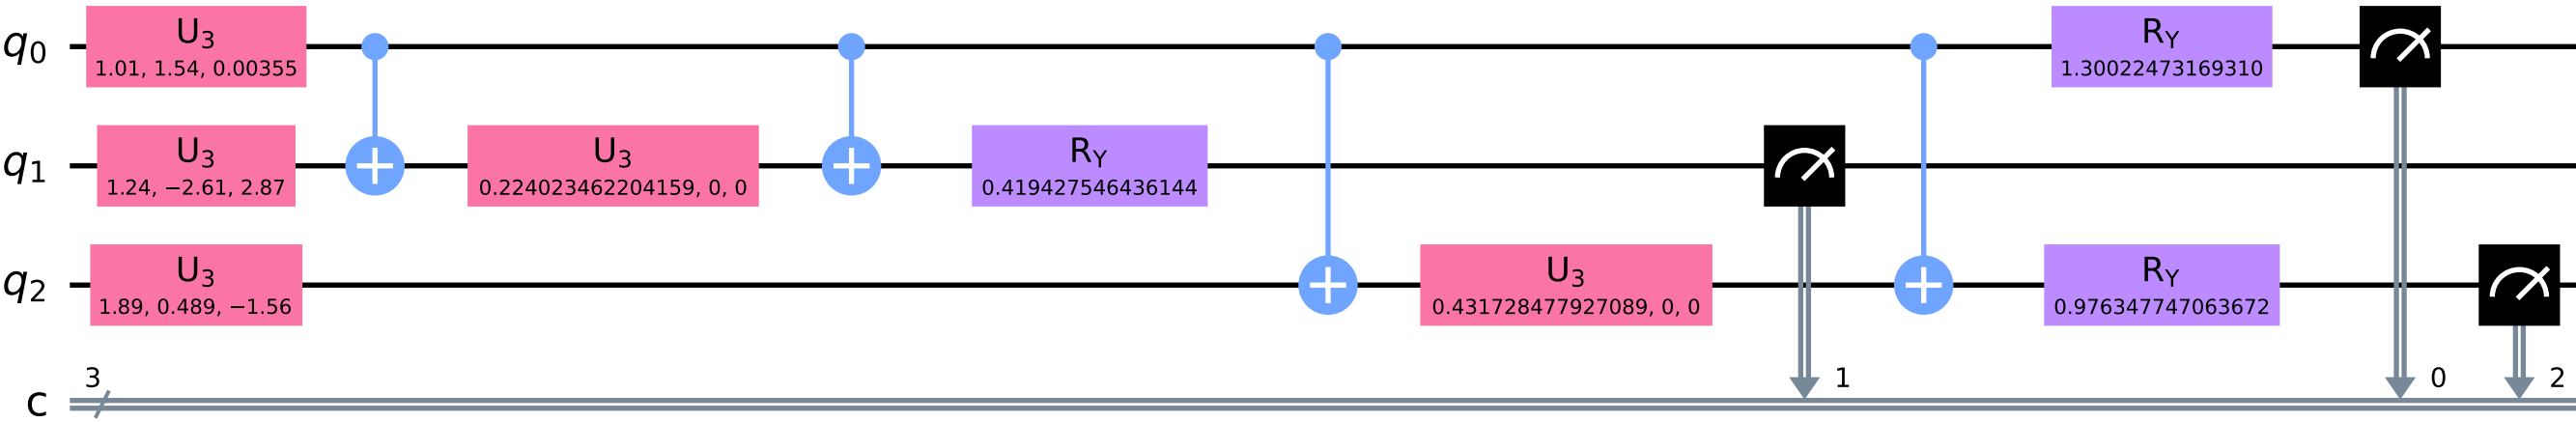 q0 U3 RY
1.01, 1.54, 0.00355 1.30022473169310
q1 U3 U3 RY
1.24, −2.61, 2.87 0.224023462204159, 0, 0 0.419427546436144
q2 U3 U3 RY
1.89, 0.489, −1.56 0.431728477927089, 0, 0 0.976347747063672
3 1 0 2
c